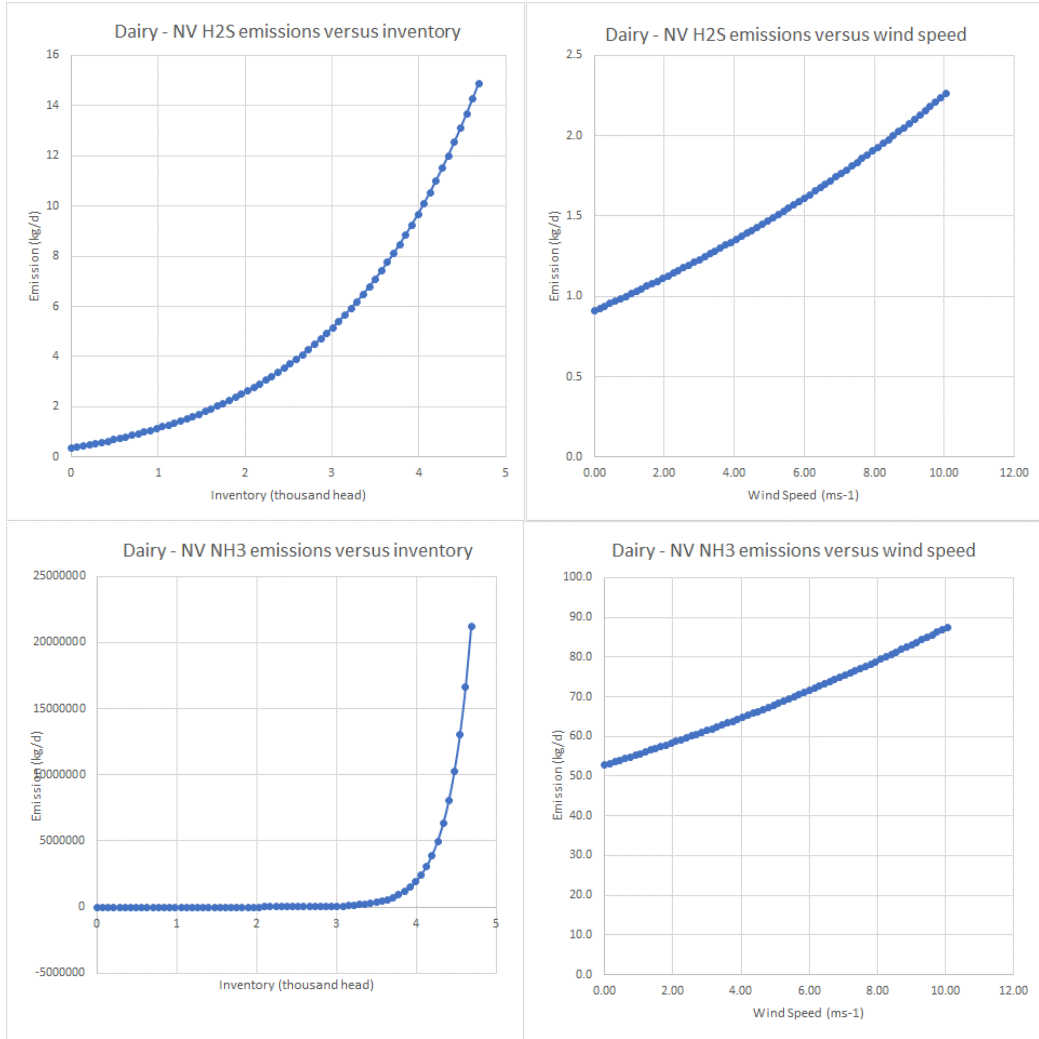 Dairy - NV H2S emissions versus inventory
16
14
12
10
8
6
4
2
0
Emission (kg/d)
0 1 2 3 4 5
Inventory (thousand head)
Dairy - NV H2S emissions versus wind speed
2.5
2.0
1.5
1.0
0.5
0.0
Emission (kg/d)
0.00 2.00 4.00 6.00 8.00 10.00 12.00
Wind Speed (ms-1)
Dairy - NV NH3 emissions versus inventory
25000000
20000000
15000000
10000000
5000000
0
-5000000
Emission (kg/d)
0 1 2 3 4 5
Inventory (thousand head)
Dairy - NV NH3 emissions versus wind speed
100.0
90.0
80.0
70.0
60.0
50.0
40.0
30.0
20.0
10.0
0.0
Emission (kg/d)
0.00 2.00 4.00 6.00 8.00 10.00 12.00
Wind Speed (ms-1)